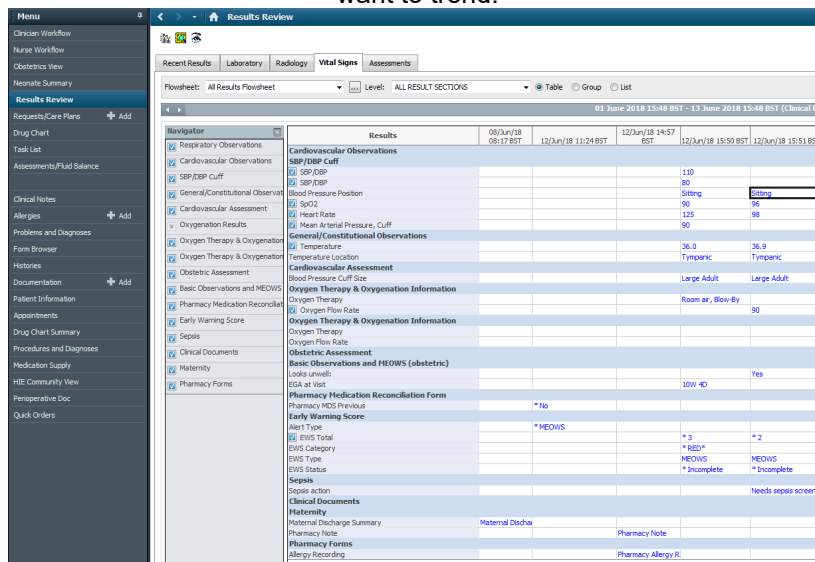 want to trend.
Menu
Results Review
Clinician Workflow
Nurse Workflow
Obstetrics View
Neonate Summary
Results Review
Requests/Care Plans Add
Drug Chart
Task List
Assessments/Fluid Balance
Clinical Notes
Allergies Add
Problems and Diagnoses
Form Browser
Histories
Documentation Add
Patient Information
Appointments
Drug Chart Summary
Procedures and Diagnoses
Medication Supply
HIE Community View
Perioperative Doc
Quick Orders
Recent Results Laboratory Radiology Vital Signs Assessments
Flowsheet: All Results Flowsheet ... Level: ALL RESULT SECTIONS Table Group List
01 June 2018 15:48 BST - 13 June 2018 15:48 BST (Clinical
Navigator
Respiratory Observations
Cardiovascular Observations
SBP/DBP Cuff
General/Constitutional Observat
Cardiovascular Assessment
Oxygenation Results
Oxygen Therapy & Oxygenation
Oxygen Therapy & Oxygenation
Obstetric Assessment
Basic Observations and MEOWS
Pharmacy Medication Reconciliat
Early Warning Score
Sepsis
Clinical Documents
Maternity
Pharmacy Forms
Results 08/Jun/18 08:17 BST 12/Jun/18 11:24 BST 12/Jun/18 14:57 BST 12/Jun/18 15:50 BST 12/Jun/18 15:51 BS
Cardiovascular Observations
SBP/DBP Cuff
SBP/DBP 110
SBP/DBP 80
Blood Pressure Position Sitting Sitting
SpO2 90 96
Heart Rate 125 98
Mean Arterial Pressure, Cuff 90
General/Constitutional Observations
Temperature 36.0 36.9
Temperature Location Tympanic Tympanic
Cardiovascular Assessment
Blood Pressure Cuff Size Large Adult Large Adult
Oxygen Therapy & Oxygenation Information
Oxygen Therapy Room air, Blow-By
Oxygen Flow Rate 90
Oxygen Therapy & Oxygenation Information
Oxygen Therapy
Oxygen Flow Rate
Obstetric Assessment
Basic Observations and MEOWS (obstetric)
Looks unwell: Yes
EGA at Visit 10W 4D
Pharmacy Medication Reconciliation Form
Pharmacy MDS Previous * No
Early Warning Score
Alert Type * MEOWS
EWS Total * 3 * 2
EWS Category * RED*
EWS Type MEOWS MEOWS
EWS Status * Incomplete * Incomplete
Sepsis
Sepsis action Needs sepsis screen
Clinical Documents
Maternity
Maternal Discharge Summary Maternal Dischar
Pharmacy Note Pharmacy Note
Pharmacy Forms
Allergy Recording Pharmacy Allergy R